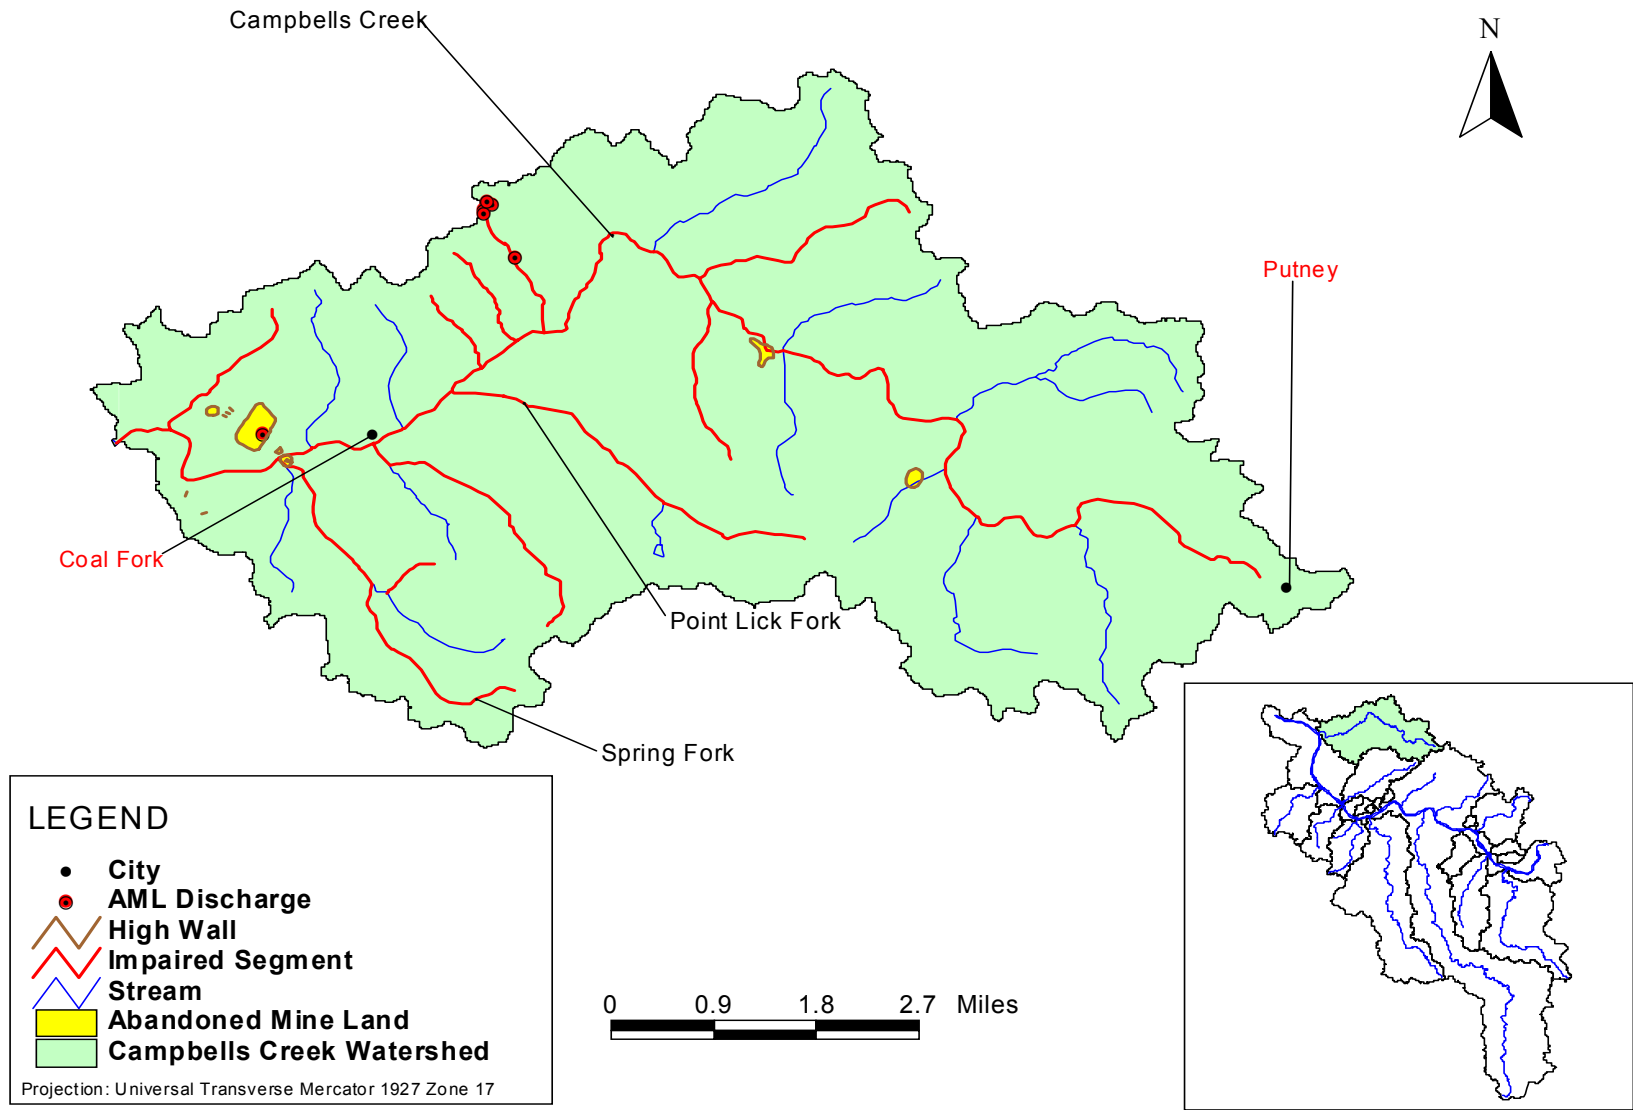 Campbells Creek
N
Putney
Coal Fork
Point Lick Fork
Spring Fork
LEGEND
City
AML Discharge
High Wall
Impaired Segment
Stream
Abandoned Mine Land
Campbells Creek Watershed
Projection: Universal Transverse Mercator 1927 Zone 17
0 0.9 1.8 2.7 Miles